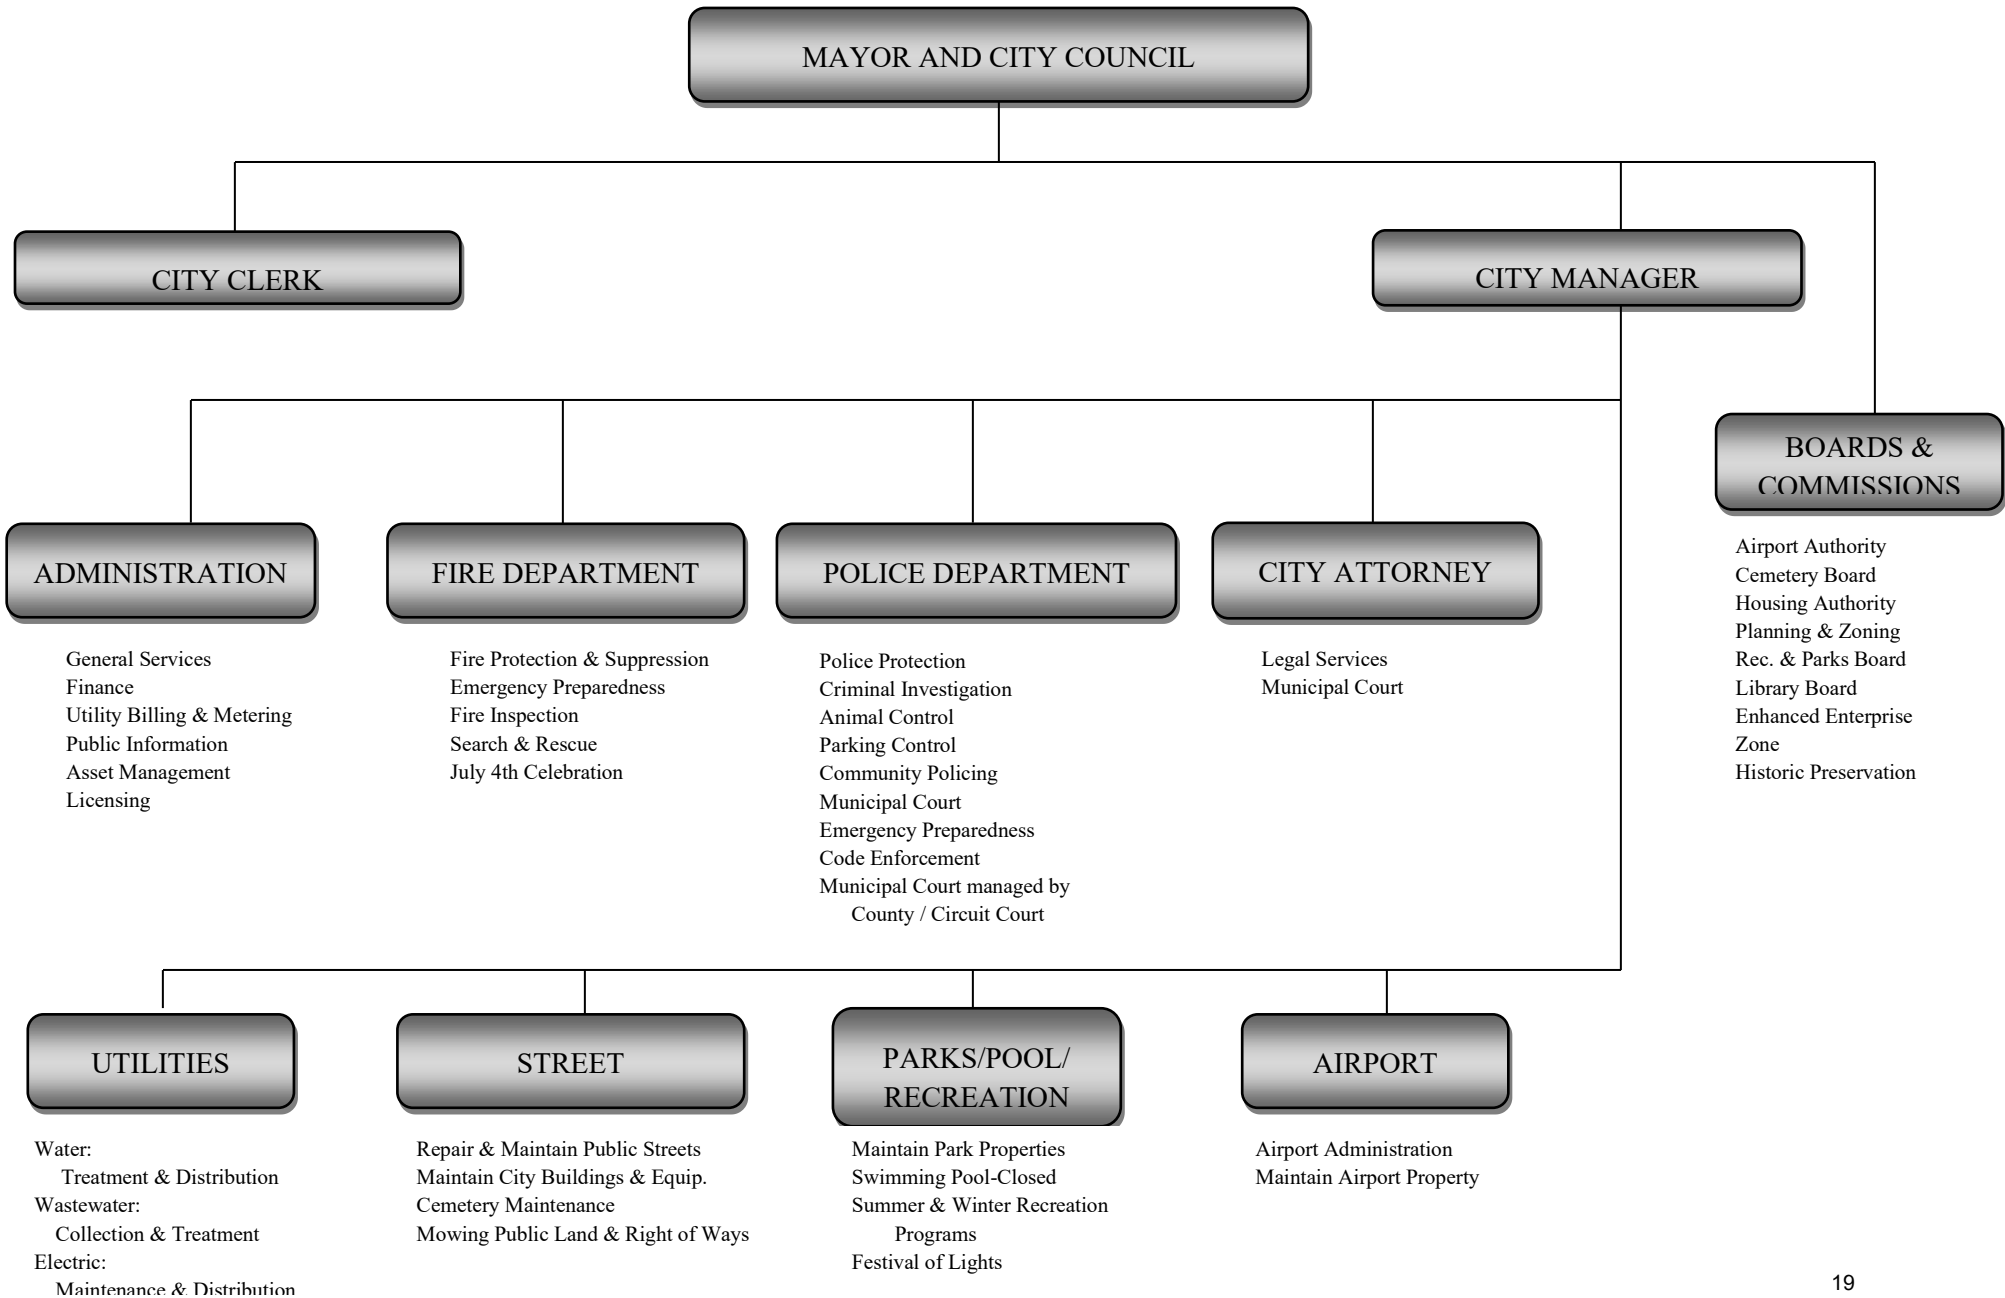 MAYOR AND CITY COUNCIL
CITY CLERK
CITY MANAGER
BOARDS &
COMMISSIONS
Airport Authority
Cemetery Board
Housing Authority
Planning & Zoning
Rec. & Parks Board
Library Board
Enhanced Enterprise
Zone
Historic Preservation
ADMINISTRATION
General Services
Finance
Utility Billing & Metering
Public Information
Asset Management
Licensing
FIRE DEPARTMENT
Fire Protection & Suppression
Emergency Preparedness
Fire Inspection
Search & Rescue
July 4th Celebration
POLICE DEPARTMENT
Police Protection
Criminal Investigation
Animal Control
Parking Control
Community Policing
Municipal Court
Emergency Preparedness
Code Enforcement
Municipal Court managed by
County / Circuit Court
CITY ATTORNEY
Legal Services
Municipal Court
UTILITIES
Water:
Treatment & Distribution
Wastewater:
Collection & Treatment
Electric:
Maintenance & Distribution
STREET
Repair & Maintain Public Streets
Maintain City Buildings & Equip.
Cemetery Maintenance
Mowing Public Land & Right of Ways
PARKS/POOL/
RECREATION
Maintain Park Properties
Swimming Pool-Closed
Summer & Winter Recreation
Programs
Festival of Lights
AIRPORT
Airport Administration
Maintain Airport Property
19